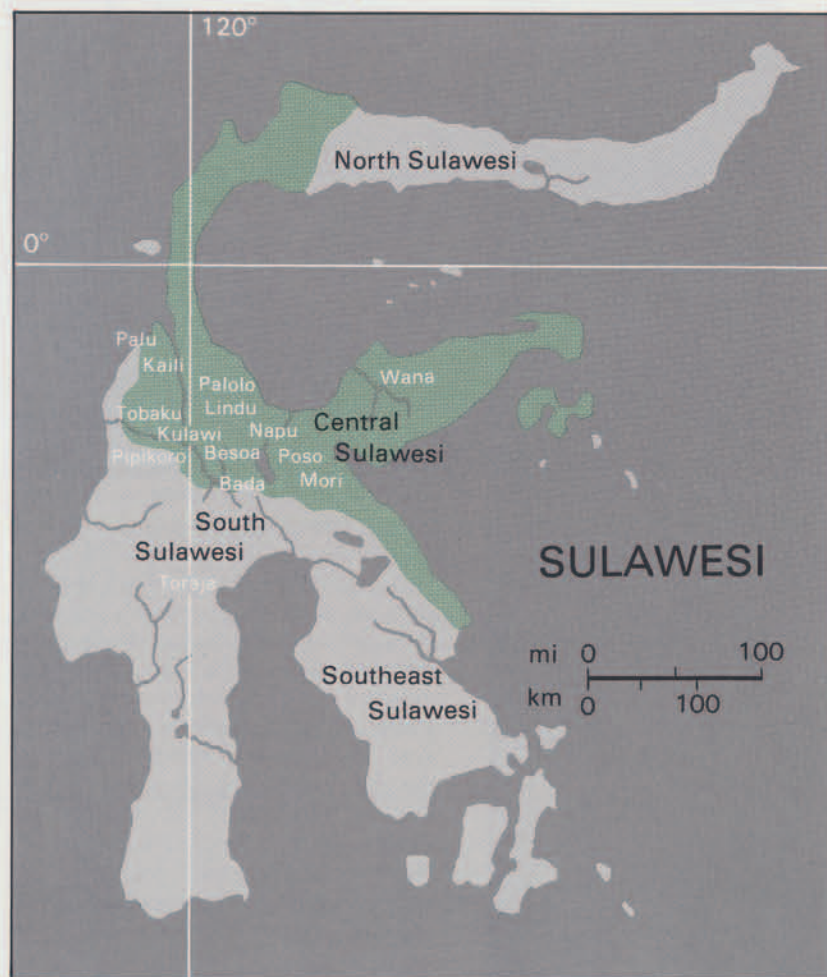 120°
North Sulawesi
0°
Palu
Kaili
Palolo
Wana
Tobaku
Lindu
Central
Kulawi
Napu
Pipikoro
Besoa
Poso
Sulawesi
Bada
Mori
South
Sulawesi
SULAWESI
Toraja
mi 0 100
km 0 100
Southeast
Sulawesi